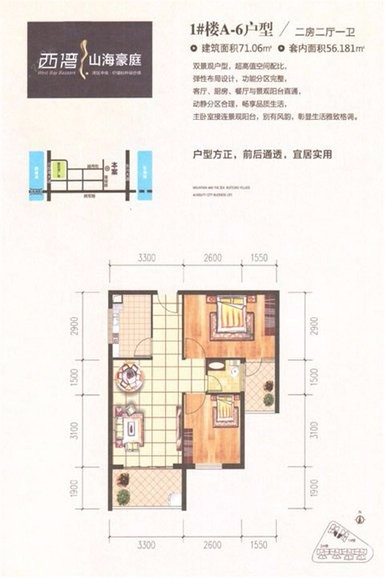 西湾 山海豪庭
1#楼A-6户型 / 二房二厅一卫
建筑面积71.06㎡ 套内面积56.181㎡
双景观户型，超高值空间配比，
弹性布局设计，功能分区完整，
客厅、厨房、餐厅与景观阳台直通，
动静分区合理，畅享品质生活，
主卧室接连景观阳台，别有风韵，彰显生活雅致格调。
户型方正，前后通透，宜居实用
本案
3300 2600 1550
2900 2900
1500 1500
3100 3100
1900 1900
3300 2600 1550